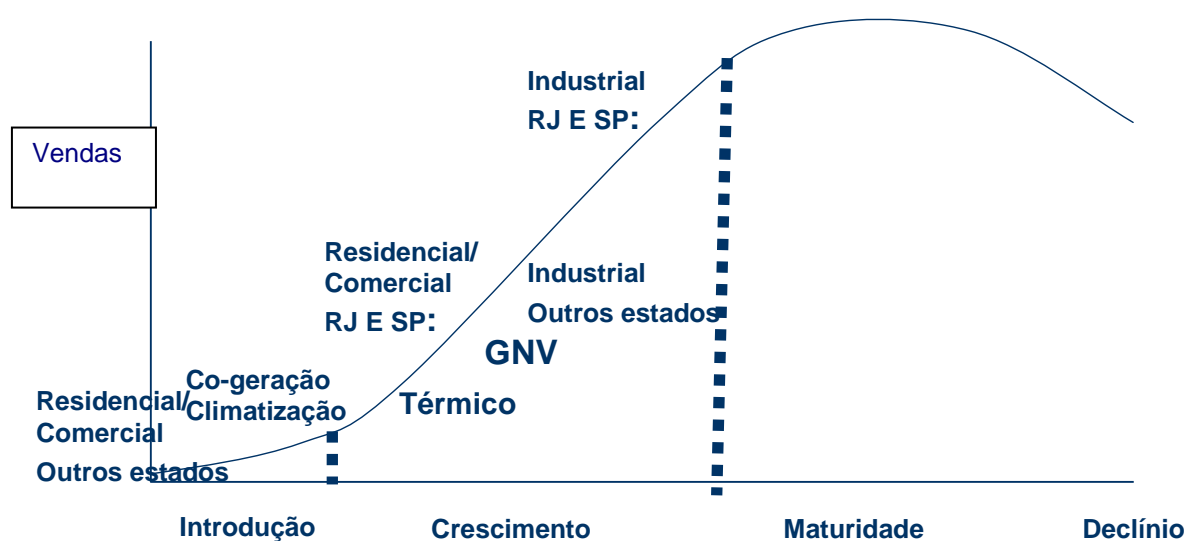 Industrial
RJ E SP:
Vendas
Residencial/
Comercial
RJ E SP:
Industrial
Outros estados
GNV
Co-geração
Climatização
Térmico
Residencial/
Comercial
Outros estados
Introdução
Crescimento
Maturidade
Declínio